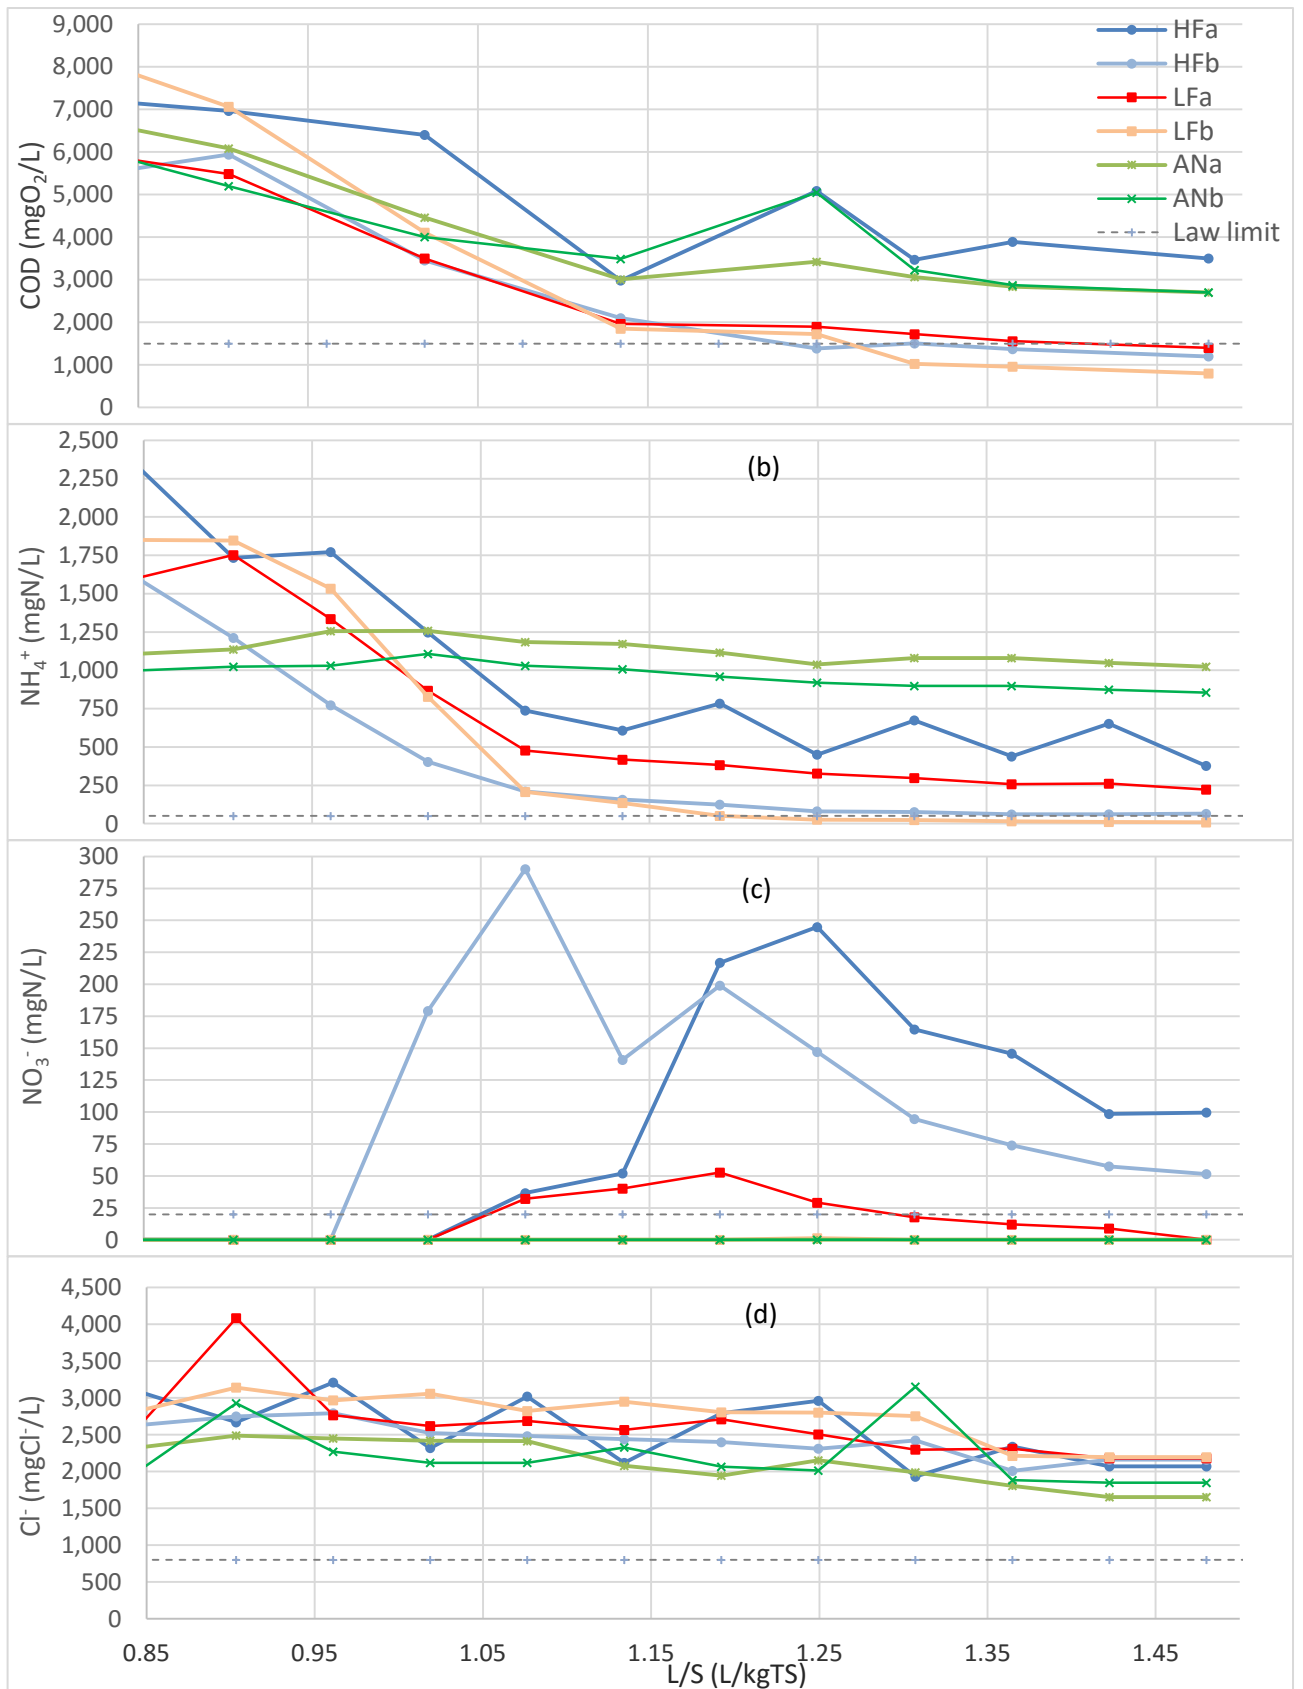 9,000
8,000
7,000
6,000
5,000
4,000
3,000
2,000
1,000
0
COD (mgO₂/L)
HFa
HFb
LFa
LFb
ANa
ANb
Law limit
2,500
2,250
2,000
1,750
1,500
1,250
1,000
750
500
250
0
NH₄⁺ (mgN/L)
(b)
300
275
250
225
200
175
150
125
100
75
50
25
0
NO₃⁻ (mgN/L)
(c)
4,500
4,000
3,500
3,000
2,500
2,000
1,500
1,000
500
0
Cl⁻ (mgCl⁻/L)
(d)
0.85 0.95 1.05 1.15 1.25 1.35 1.45
L/S (L/kgTS)